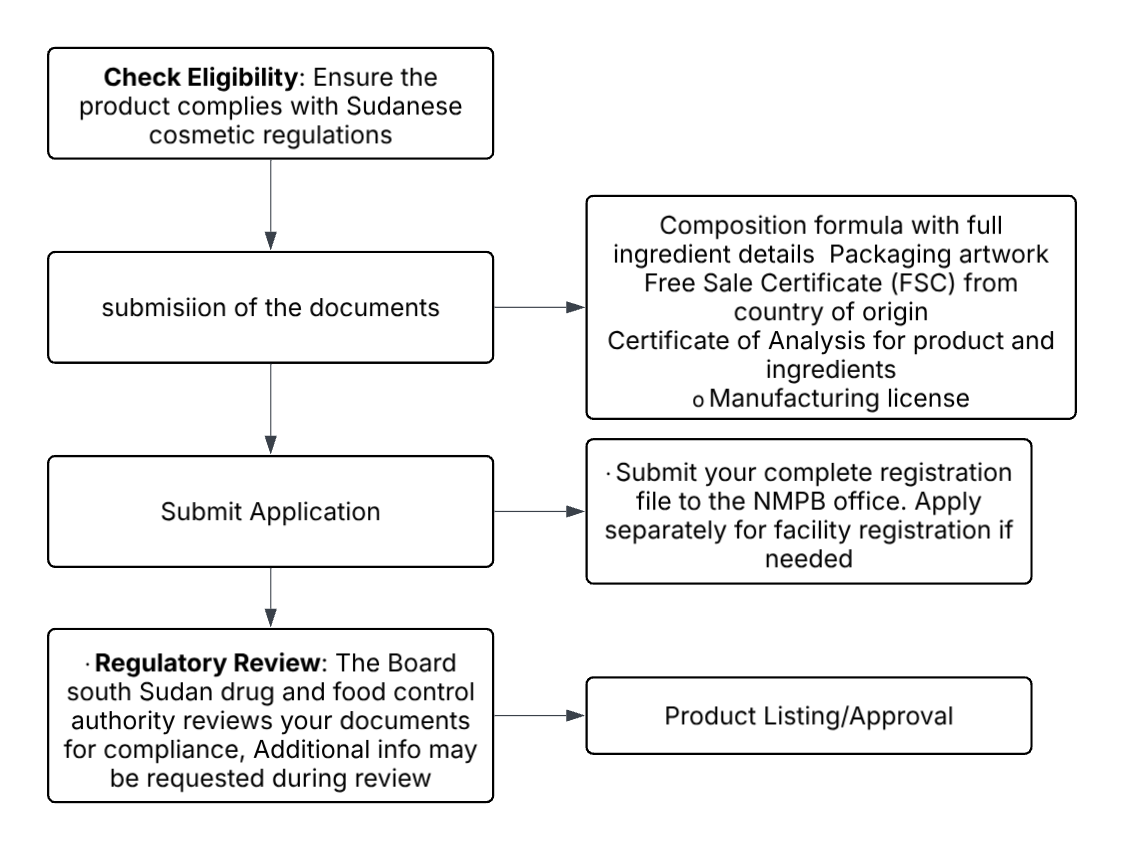 Check Eligibility: Ensure the
product complies with Sudanese
cosmetic regulations
submisiion of the documents
Composition formula with full
ingredient details  Packaging artwork
Free Sale Certificate (FSC) from
country of origin
Certificate of Analysis for product and
ingredients
o Manufacturing license
Submit Application
· Submit your complete registration
file to the NMPB office. Apply
separately for facility registration if
needed
· Regulatory Review: The Board
south Sudan drug and food control
authority reviews your documents
for compliance, Additional info may
be requested during review
Product Listing/Approval